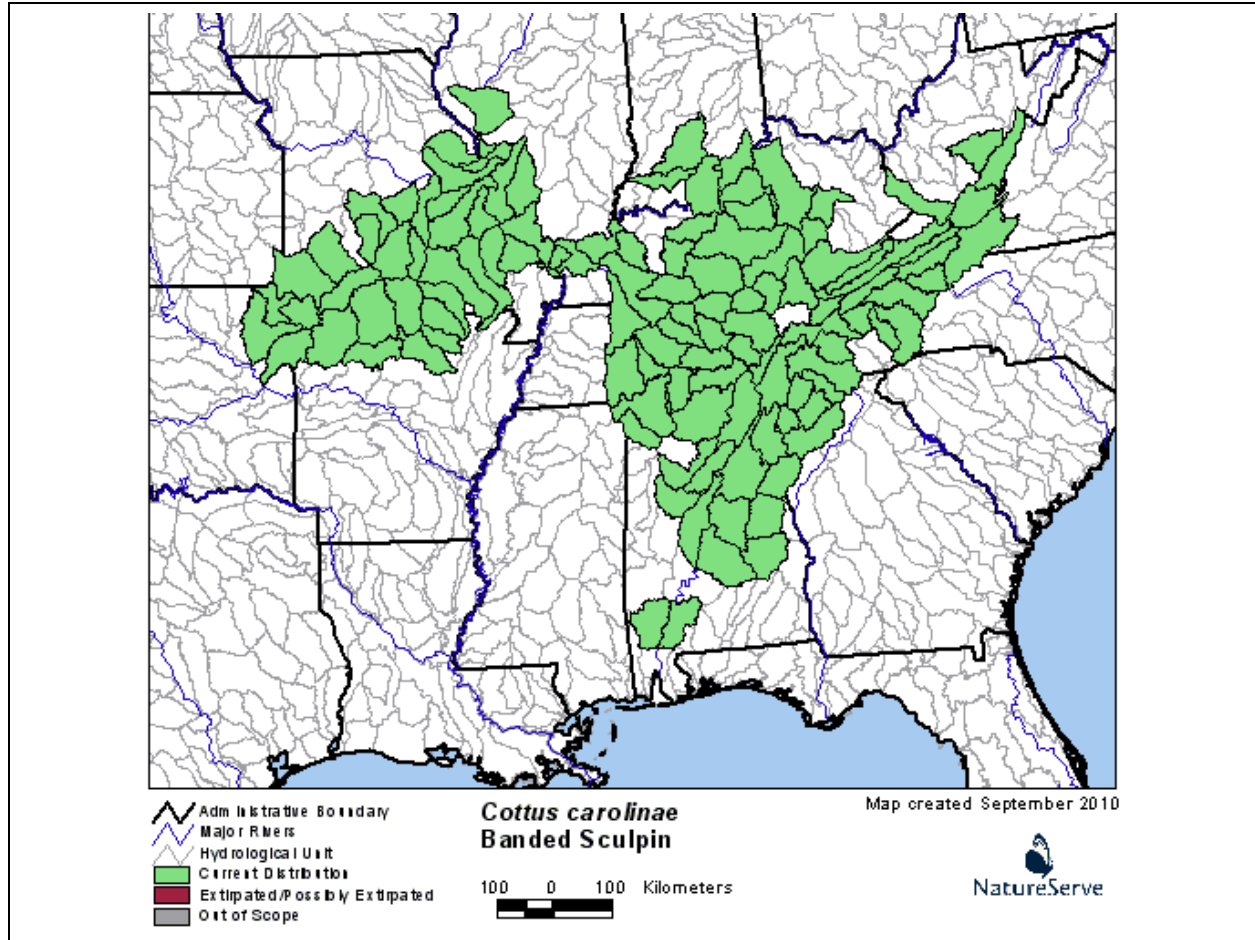 Administrative Boundary
Major Rivers
Hydrological Unit
Current Distribution
Extirpated/Possibly Extirpated
Out of Scope
Cottus carolinae
Banded Sculpin
100 0 100 Kilometers
Map created September 2010
NatureServe